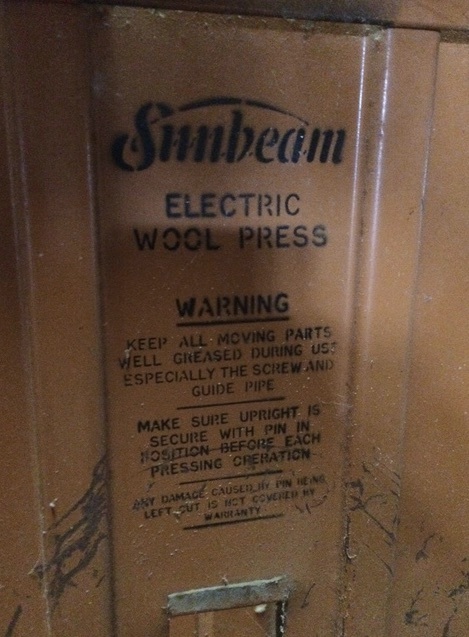 Sunbeam
ELECTRIC
WOOL PRESS
WARNING
KEEP ALL MOVING PARTS
WELL GREASED DURING USE
ESPECIALLY THE SCREW AND
GUIDE PIPE
MAKE SURE UPRIGHT IS
SECURE WITH PIN IN
POSITION BEFORE EACH
PRESSING OPERATION
ANY DAMAGE CAUSED BY PIN BEING
LEFT OUT IS NOT COVERED BY
WARRANTY